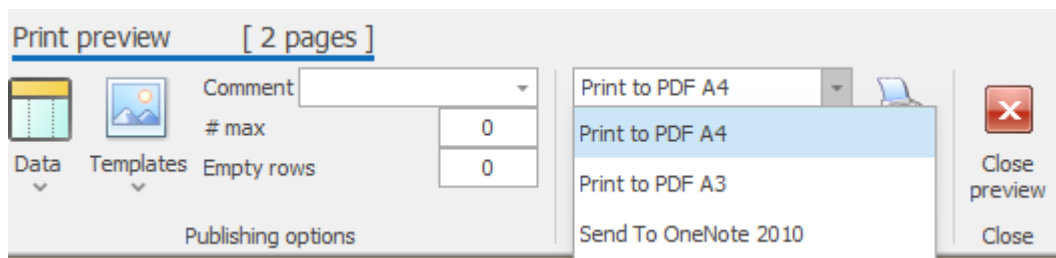 Print preview [ 2 pages ]
Comment
# max 0
Empty rows 0
Data
Templates
Publishing options
Print to PDF A4
Print to PDF A4
Print to PDF A3
Send To OneNote 2010
Close
preview
Close